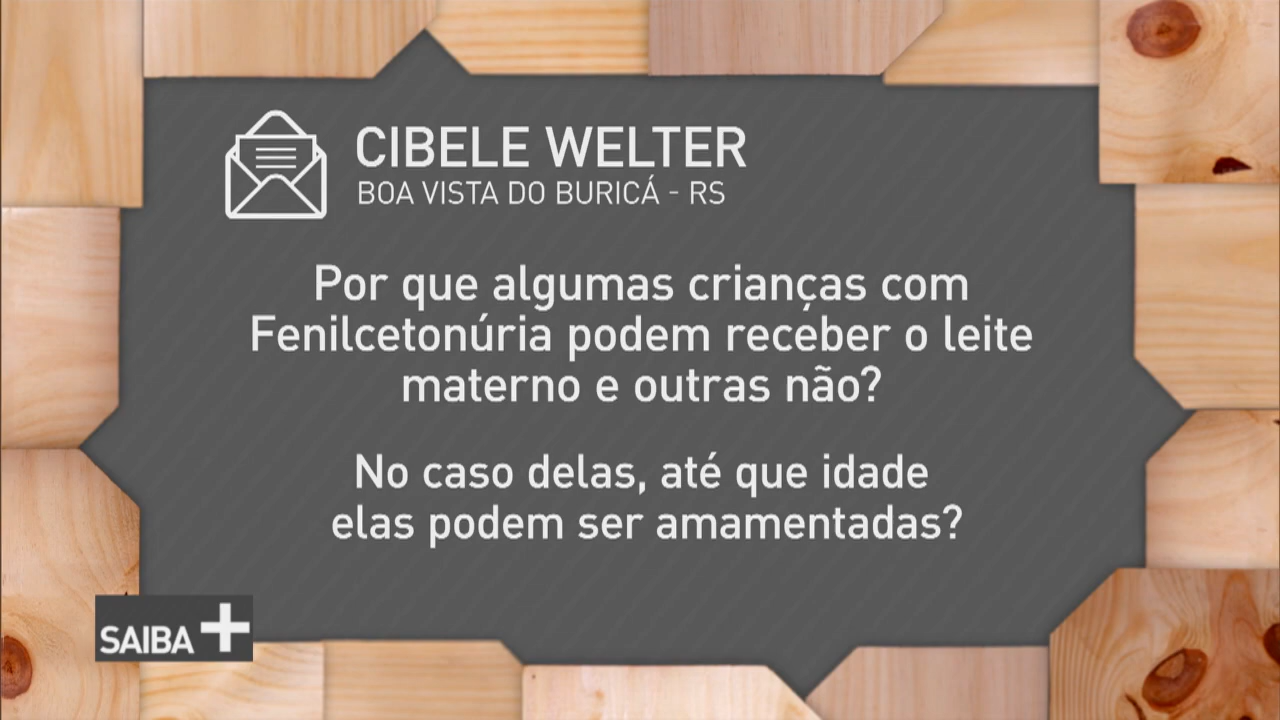 CIBELE WELTER
BOA VISTA DO BURICÁ - RS
Por que algumas crianças com
Fenilcetonúria podem receber o leite
materno e outras não?
No caso delas, até que idade
elas podem ser amamentadas?
SAIBA+